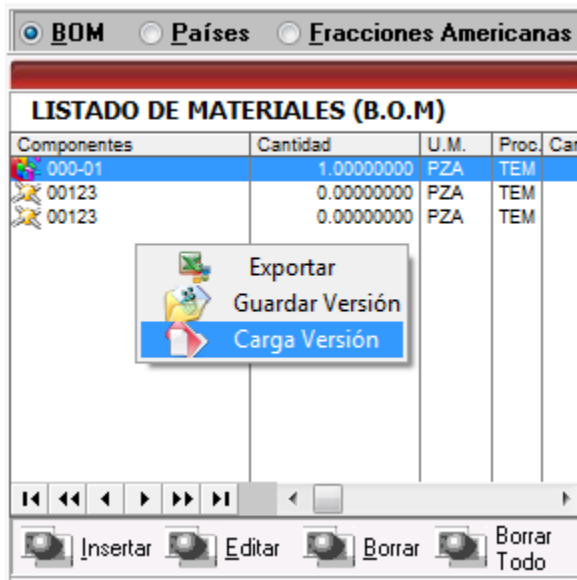 BOM Países Fracciones Americanas
LISTADO DE MATERIALES (B.O.M)
Componentes Cantidad U.M. Proc. Car
000-01 1.00000000 PZA TEM
00123 0.00000000 PZA TEM
00123 0.00000000 PZA TEM
Exportar
Guardar Versión
Carga Versión
Insertar Editar Borrar Borrar Todo